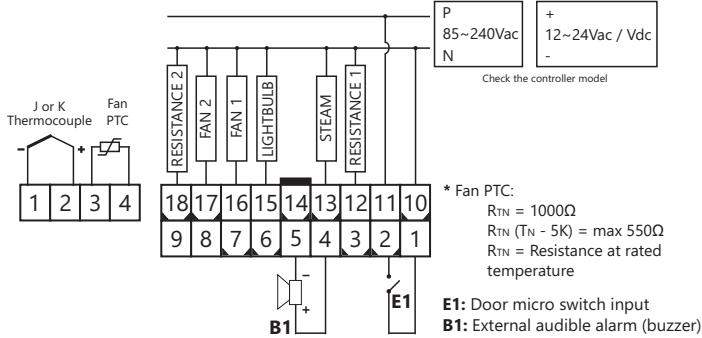 P
85~240Vac
N
+
12~24Vac / Vdc
-
Check the controller model
J or K
Thermocouple
Fan
PTC
- +
RESISTANCE 2
FAN 2
FAN 1
LIGHTBULB
STEAM
RESISTANCE 1
1 2 3 4
18 17 16 15 14 13 12 11 10
9 8 7 6 5 4 3 2 1
* Fan PTC:
RTN = 1000Ω
RTN (TN - 5K) = max 550Ω
RTN = Resistance at rated
temperature
-
+
B1
E1
E1: Door micro switch input
B1: External audible alarm (buzzer)